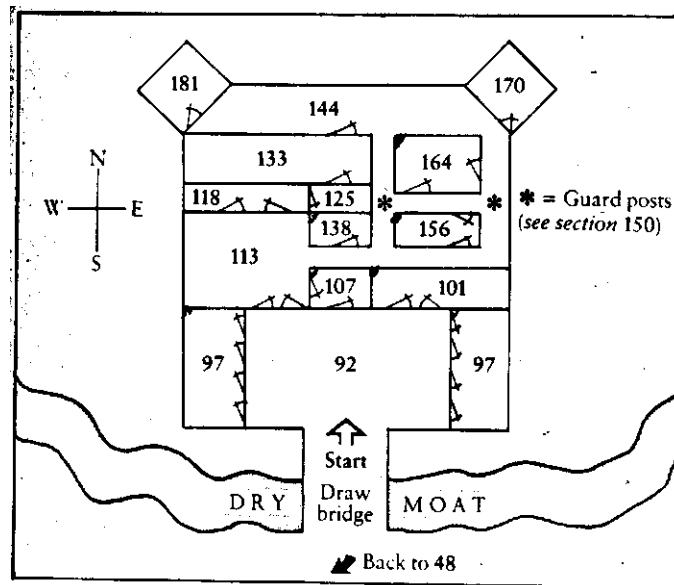 181
170
144
N
133
164
W E
118
125
* *
* = Guard posts
(see section 150)
138
156
S
113
107
101
97
92
97
Start
DRY
Draw
bridge
MOAT
Back to 48